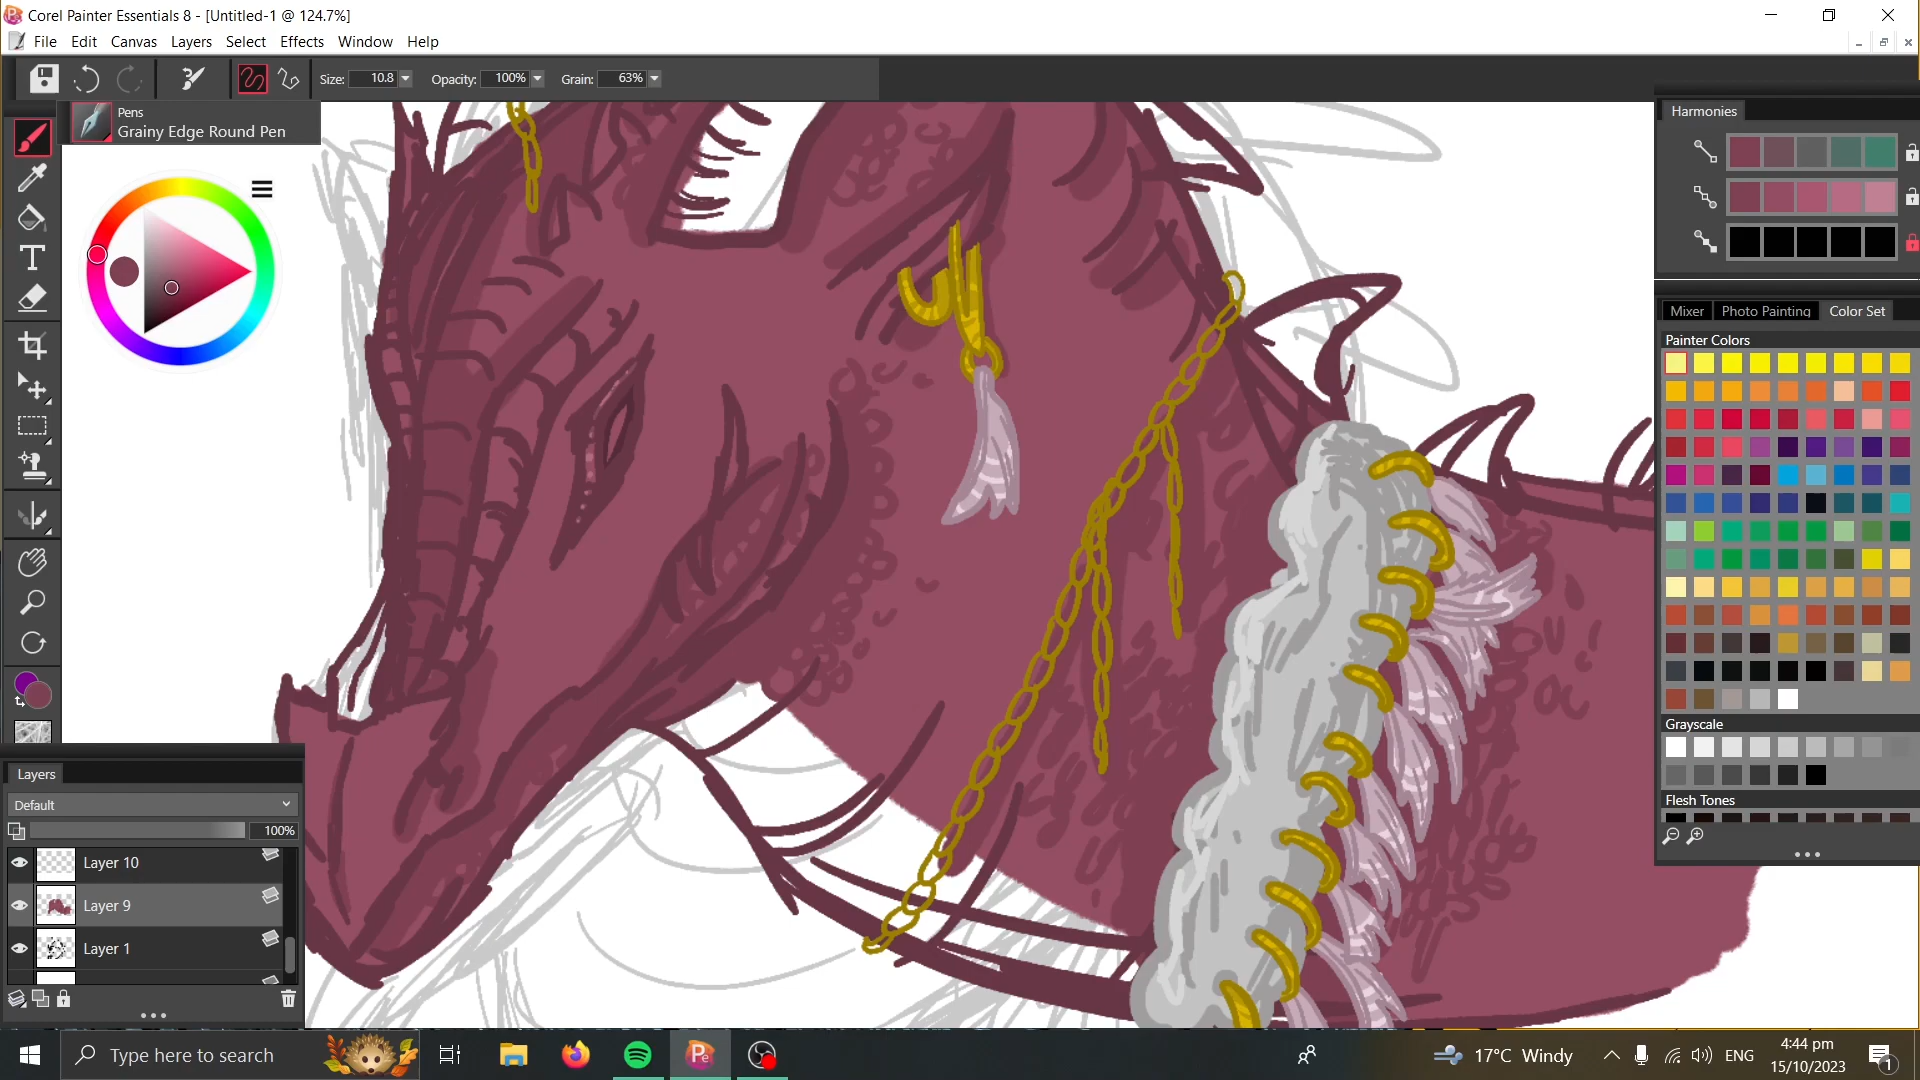 Corel Painter Essentials 8 - [Untitled-1 @ 124.7%]
File Edit Canvas Layers Select Effects Window Help
Size: 10.8 Opacity: 100% Grain: 63%
Pens
Grainy Edge Round Pen
Harmonies
Mixer Photo Painting Color Set
Painter Colors
Grayscale
Flesh Tones
Layers
Default
100%
Layer 10
Layer 9
Layer 1
Type here to search
17°C Windy
ENG
4:44 pm
15/10/2023
1